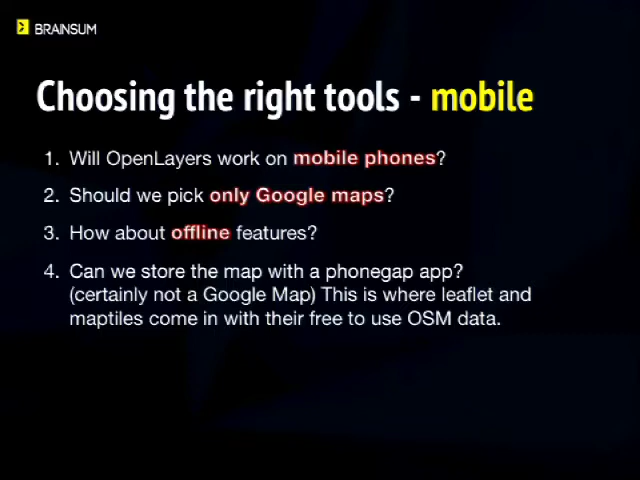 BRAINSUM
Choosing the right tools - mobile
1. Will OpenLayers work on mobile phones?
2. Should we pick only Google maps?
3. How about offline features?
4. Can we store the map with a phonegap app?
(certainly not a Google Map) This is where leaflet and
maptiles come in with their free to use OSM data.